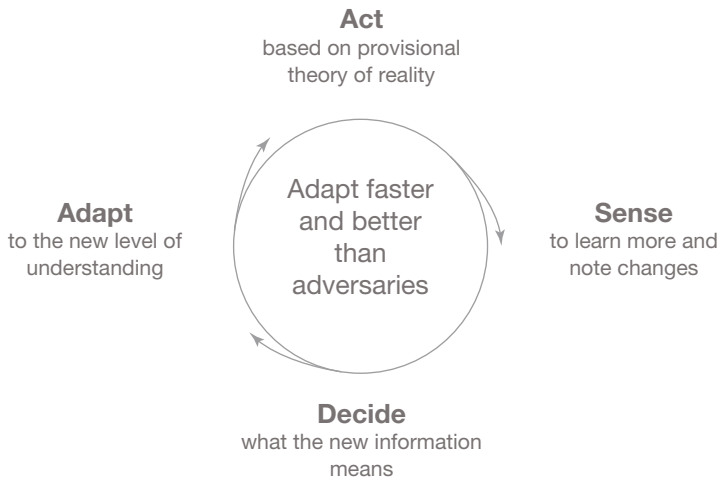 Act
based on provisional
theory of reality
Adapt
to the new level of
understanding
Adapt faster
and better
than
adversaries
Sense
to learn more and
note changes
Decide
what the new information
means